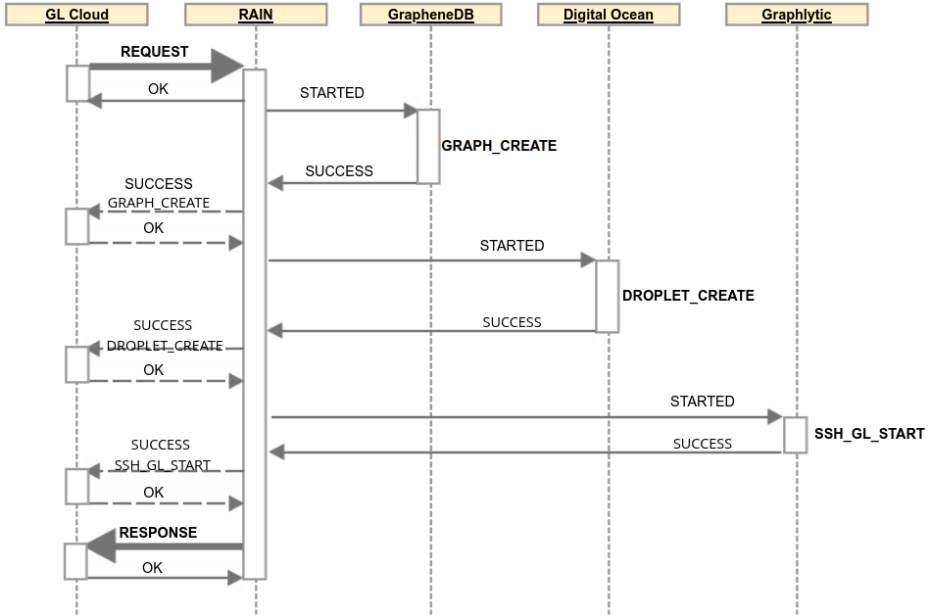 GL Cloud
RAIN
GrapheneDB
Digital Ocean
Graphlytic
REQUEST
OK
STARTED
GRAPH_CREATE
SUCCESS
SUCCESS
GRAPH_CREATE
OK
STARTED
DROPLET_CREATE
SUCCESS
SUCCESS
DROPLET_CREATE
OK
STARTED
SSH_GL_START
SUCCESS
SUCCESS
SSH_GL_START
OK
RESPONSE
OK